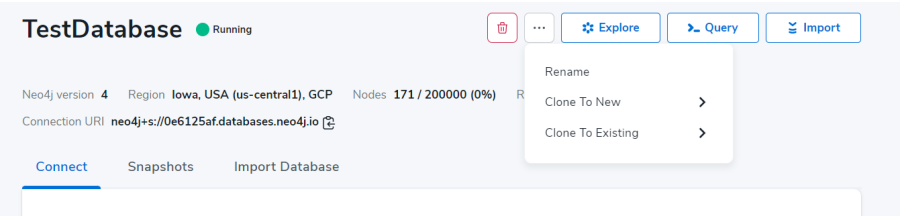 TestDatabase Running ... Explore Query Import
Rename
Neo4j version 4 Region Iowa, USA (us-central1), GCP Nodes 171 / 200000 (0%) R
Clone To New
Connection URI neo4j+s://0e6125af.databases.neo4j.io
Clone To Existing
Connect Snapshots Import Database